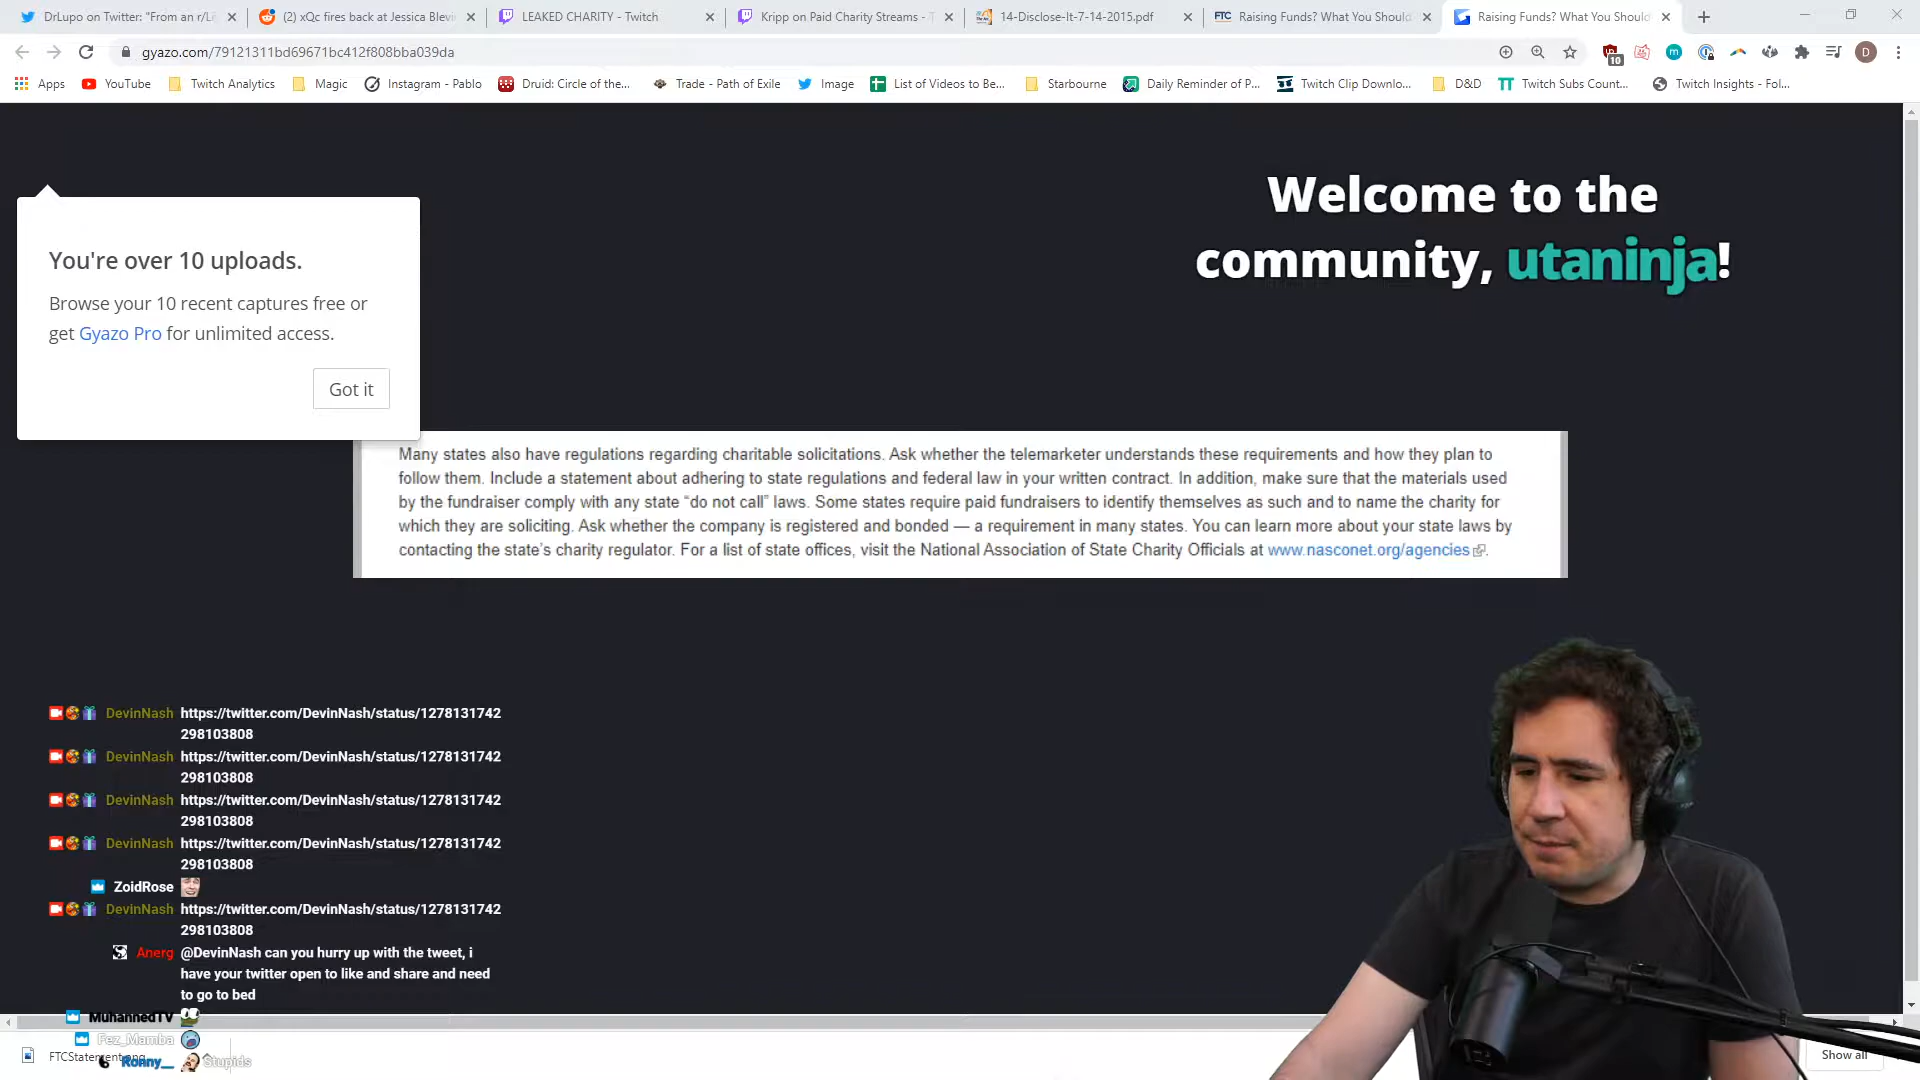 DrLupo on Twitter: "From an r/Li
(2) xQc fires back at Jessica Blevin
LEAKED CHARITY - Twitch
Kripp on Paid Charity Streams - T
14-Disclose-It-7-14-2015.pdf
FTC Raising Funds? What You Should
Raising Funds? What You Should
gyazo.com/79121311bd69671bc412f808bba039da
10
D
Apps
YouTube
Twitch Analytics
Magic
Instagram - Pablo
Druid: Circle of the...
Trade - Path of Exile
Image
List of Videos to Be...
Starbourne
Daily Reminder of P...
Twitch Clip Downlo...
D&D
Twitch Subs Count...
Twitch Insights - Fol...
Welcome to the
community, utaninja!
You're over 10 uploads.
Browse your 10 recent captures free or
get Gyazo Pro for unlimited access.
Got it
Many states also have regulations regarding charitable solicitations. Ask whether the telemarketer understands these requirements and how they plan to
follow them. Include a statement about adhering to state regulations and federal law in your written contract. In addition, make sure that the materials used
by the fundraiser comply with any state “do not call” laws. Some states require paid fundraisers to identify themselves as such and to name the charity for
which they are soliciting. Ask whether the company is registered and bonded — a requirement in many states. You can learn more about your state laws by
contacting the state’s charity regulator. For a list of state offices, visit the National Association of State Charity Officials at www.nasconet.org/agencies.
DevinNash https://twitter.com/DevinNash/status/1278131742
298103808
DevinNash https://twitter.com/DevinNash/status/1278131742
298103808
DevinNash https://twitter.com/DevinNash/status/1278131742
298103808
DevinNash https://twitter.com/DevinNash/status/1278131742
298103808
ZoidRose
DevinNash https://twitter.com/DevinNash/status/1278131742
298103808
Anerg @DevinNash can you hurry up with the tweet, i
have your twitter open to like and share and need
to go to bed
MuhannedTV
Fez_Mamba
FTCStatement.png
Ronny__ Stupids
Show all